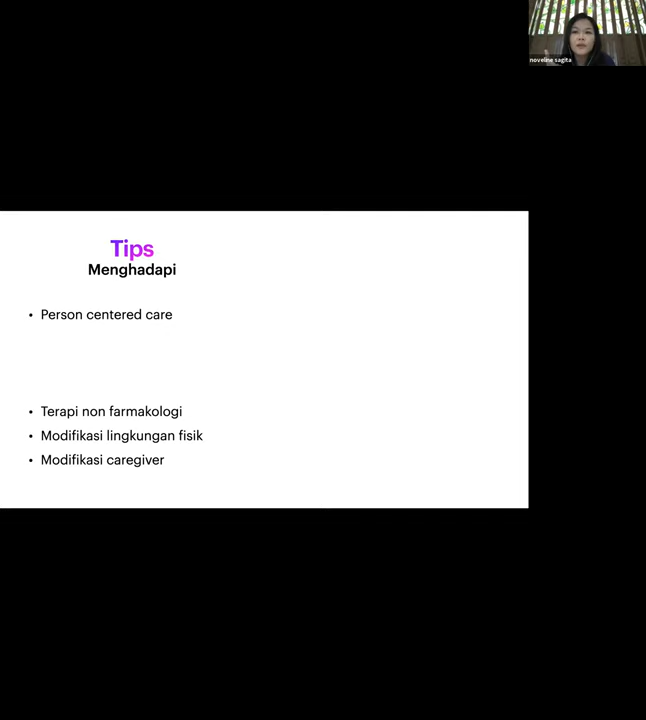 noveline sagita
Tips
Menghadapi
• Person centered care
• Terapi non farmakologi
• Modifikasi lingkungan fisik
• Modifikasi caregiver